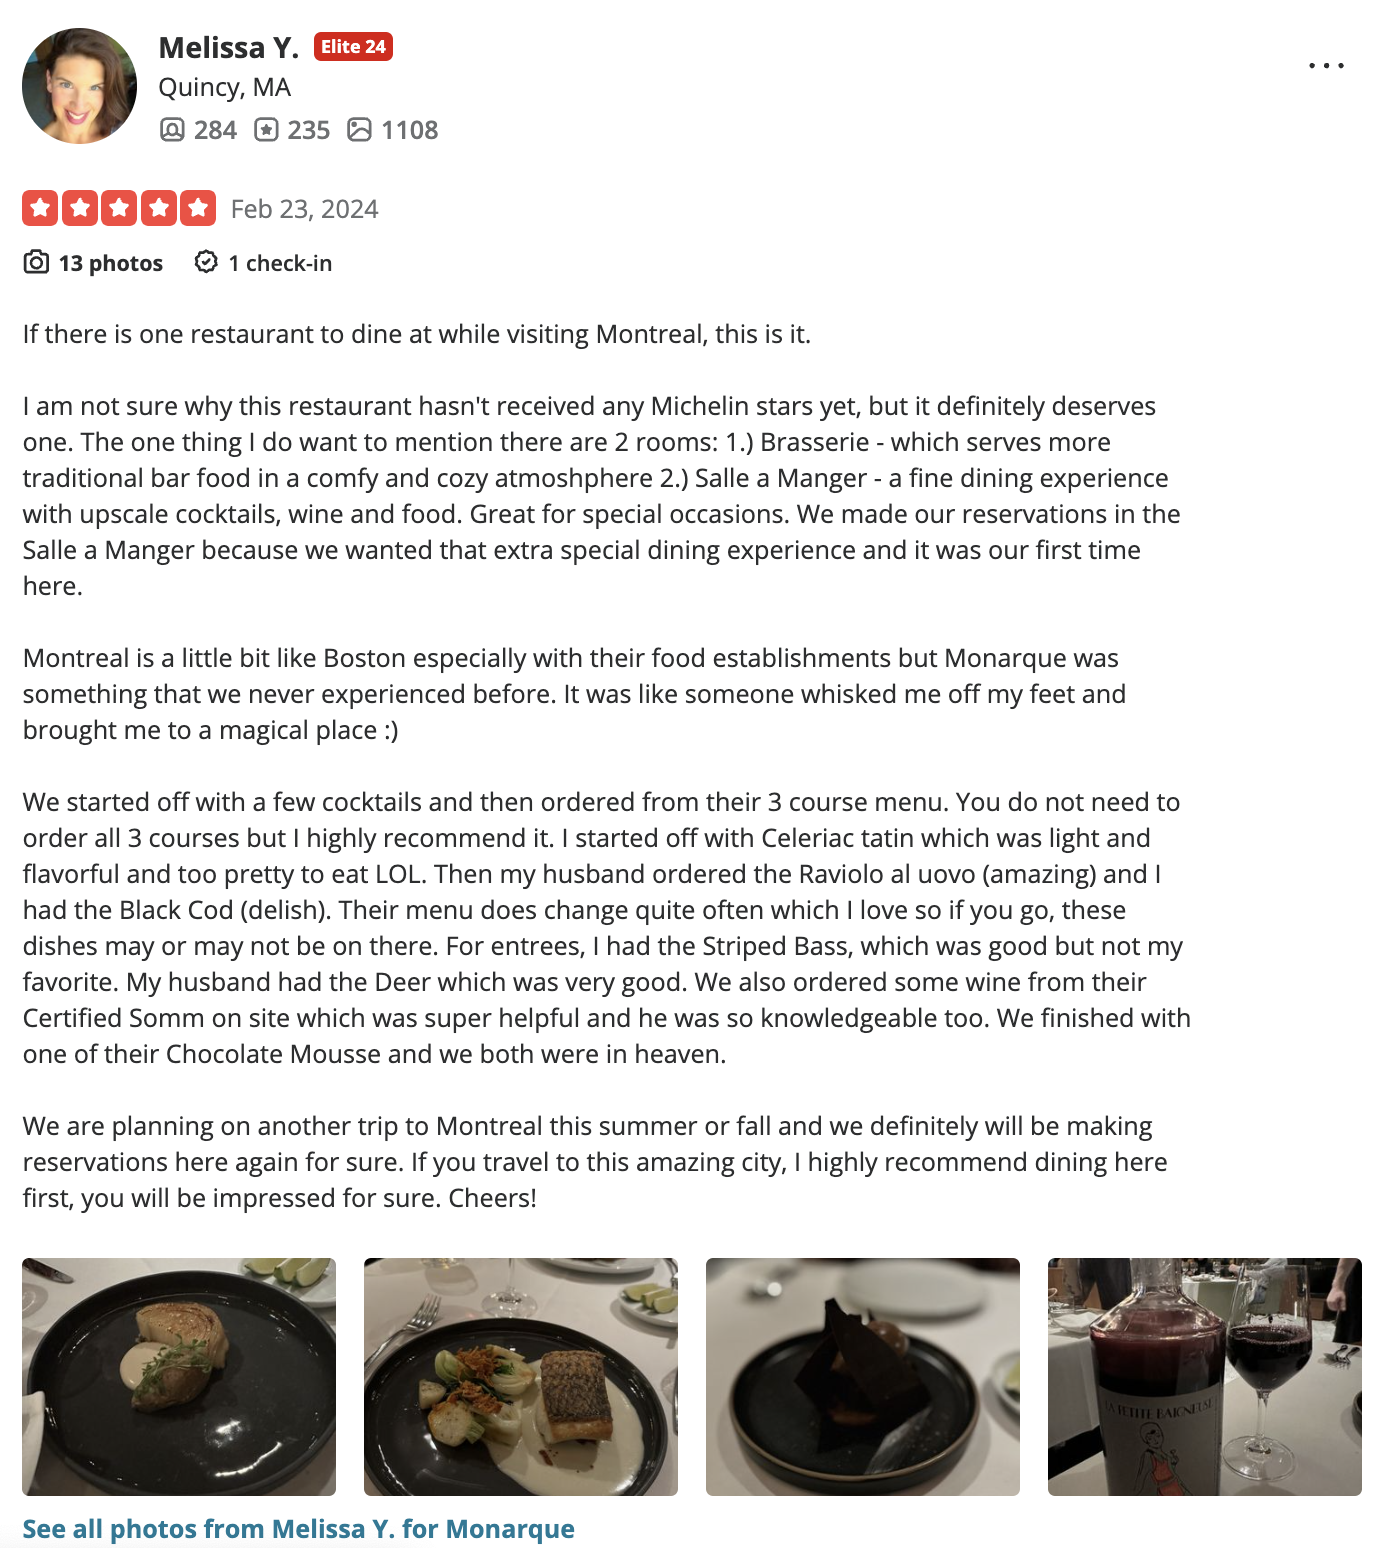 Melissa Y. Elite 24
Quincy, MA
284 235 1108
Feb 23, 2024
13 photos 1 check-in
If there is one restaurant to dine at while visiting Montreal, this is it.
I am not sure why this restaurant hasn't received any Michelin stars yet, but it definitely deserves
one. The one thing I do want to mention there are 2 rooms: 1.) Brasserie - which serves more
traditional bar food in a comfy and cozy atmoshphere 2.) Salle a Manger - a fine dining experience
with upscale cocktails, wine and food. Great for special occasions. We made our reservations in the
Salle a Manger because we wanted that extra special dining experience and it was our first time
here.
Montreal is a little bit like Boston especially with their food establishments but Monarque was
something that we never experienced before. It was like someone whisked me off my feet and
brought me to a magical place :)
We started off with a few cocktails and then ordered from their 3 course menu. You do not need to
order all 3 courses but I highly recommend it. I started off with Celeriac tatin which was light and
flavorful and too pretty to eat LOL. Then my husband ordered the Raviolo al uovo (amazing) and I
had the Black Cod (delish). Their menu does change quite often which I love so if you go, these
dishes may or may not be on there. For entrees, I had the Striped Bass, which was good but not my
favorite. My husband had the Deer which was very good. We also ordered some wine from their
Certified Somm on site which was super helpful and he was so knowledgeable too. We finished with
one of their Chocolate Mousse and we both were in heaven.
We are planning on another trip to Montreal this summer or fall and we definitely will be making
reservations here again for sure. If you travel to this amazing city, I highly recommend dining here
first, you will be impressed for sure. Cheers!
LA PETITE BAIGNEUSE
See all photos from Melissa Y. for Monarque